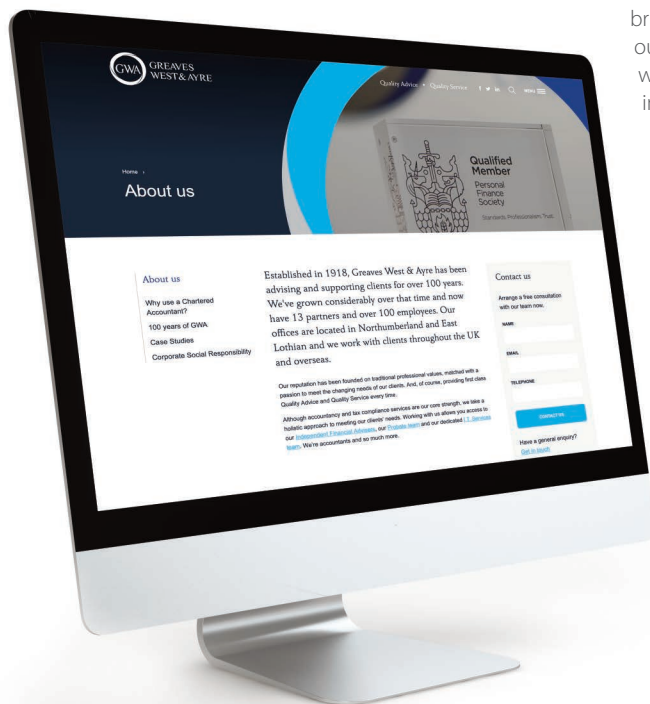 GWA
GREAVES
WEST & AYRE
Quality Advice • Quality Service
MENU
Qualified
Member
Personal
Finance
Society
Standards. Professionalism. Trust.
Home ›
About us
About us
Why use a Chartered
Accountant?
100 years of GWA
Case Studies
Corporate Social Responsibility
Established in 1918, Greaves West & Ayre has been
advising and supporting clients for over 100 years.
We've grown considerably over that time and now
have 13 partners and over 100 employees. Our
offices are located in Northumberland and East
Lothian and we work with clients throughout the UK
and overseas.
Our reputation has been founded on traditional professional values, matched with a
passion to meet the changing needs of our clients. And, of course, providing first class
Quality Advice and Quality Service every time.
Although accountancy and tax compliance services are our core strength, we take a
holistic approach to meeting our clients' needs. Working with us allows you access to
our Independent Financial Advisers, our Probate team and our dedicated I.T. Services
team. We're accountants and so much more.
Contact us
Arrange a free consultation
with our team now.
NAME
EMAIL
TELEPHONE
CONTACT US
Have a general enquiry?
Get in touch
br
ou
w